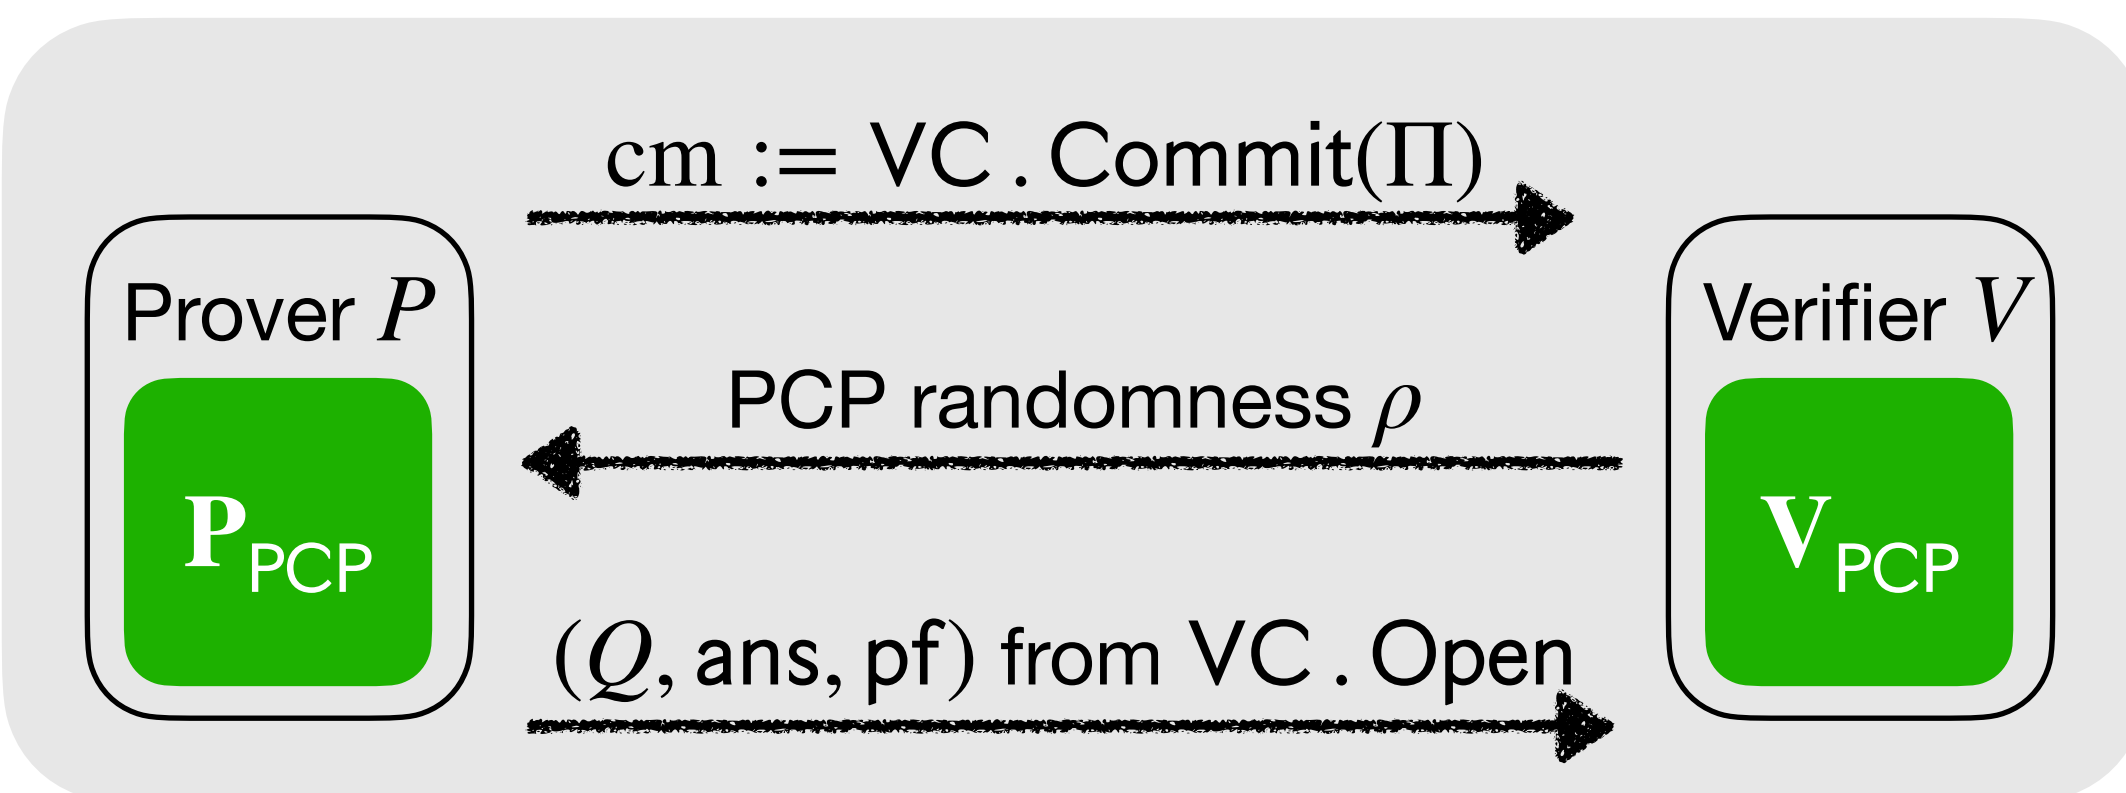 cm := VC . Commit(Π)
Prover P
Verifier V
PCP randomness ρ
P_PCP
V_PCP
(Q, ans, pf) from VC . Open